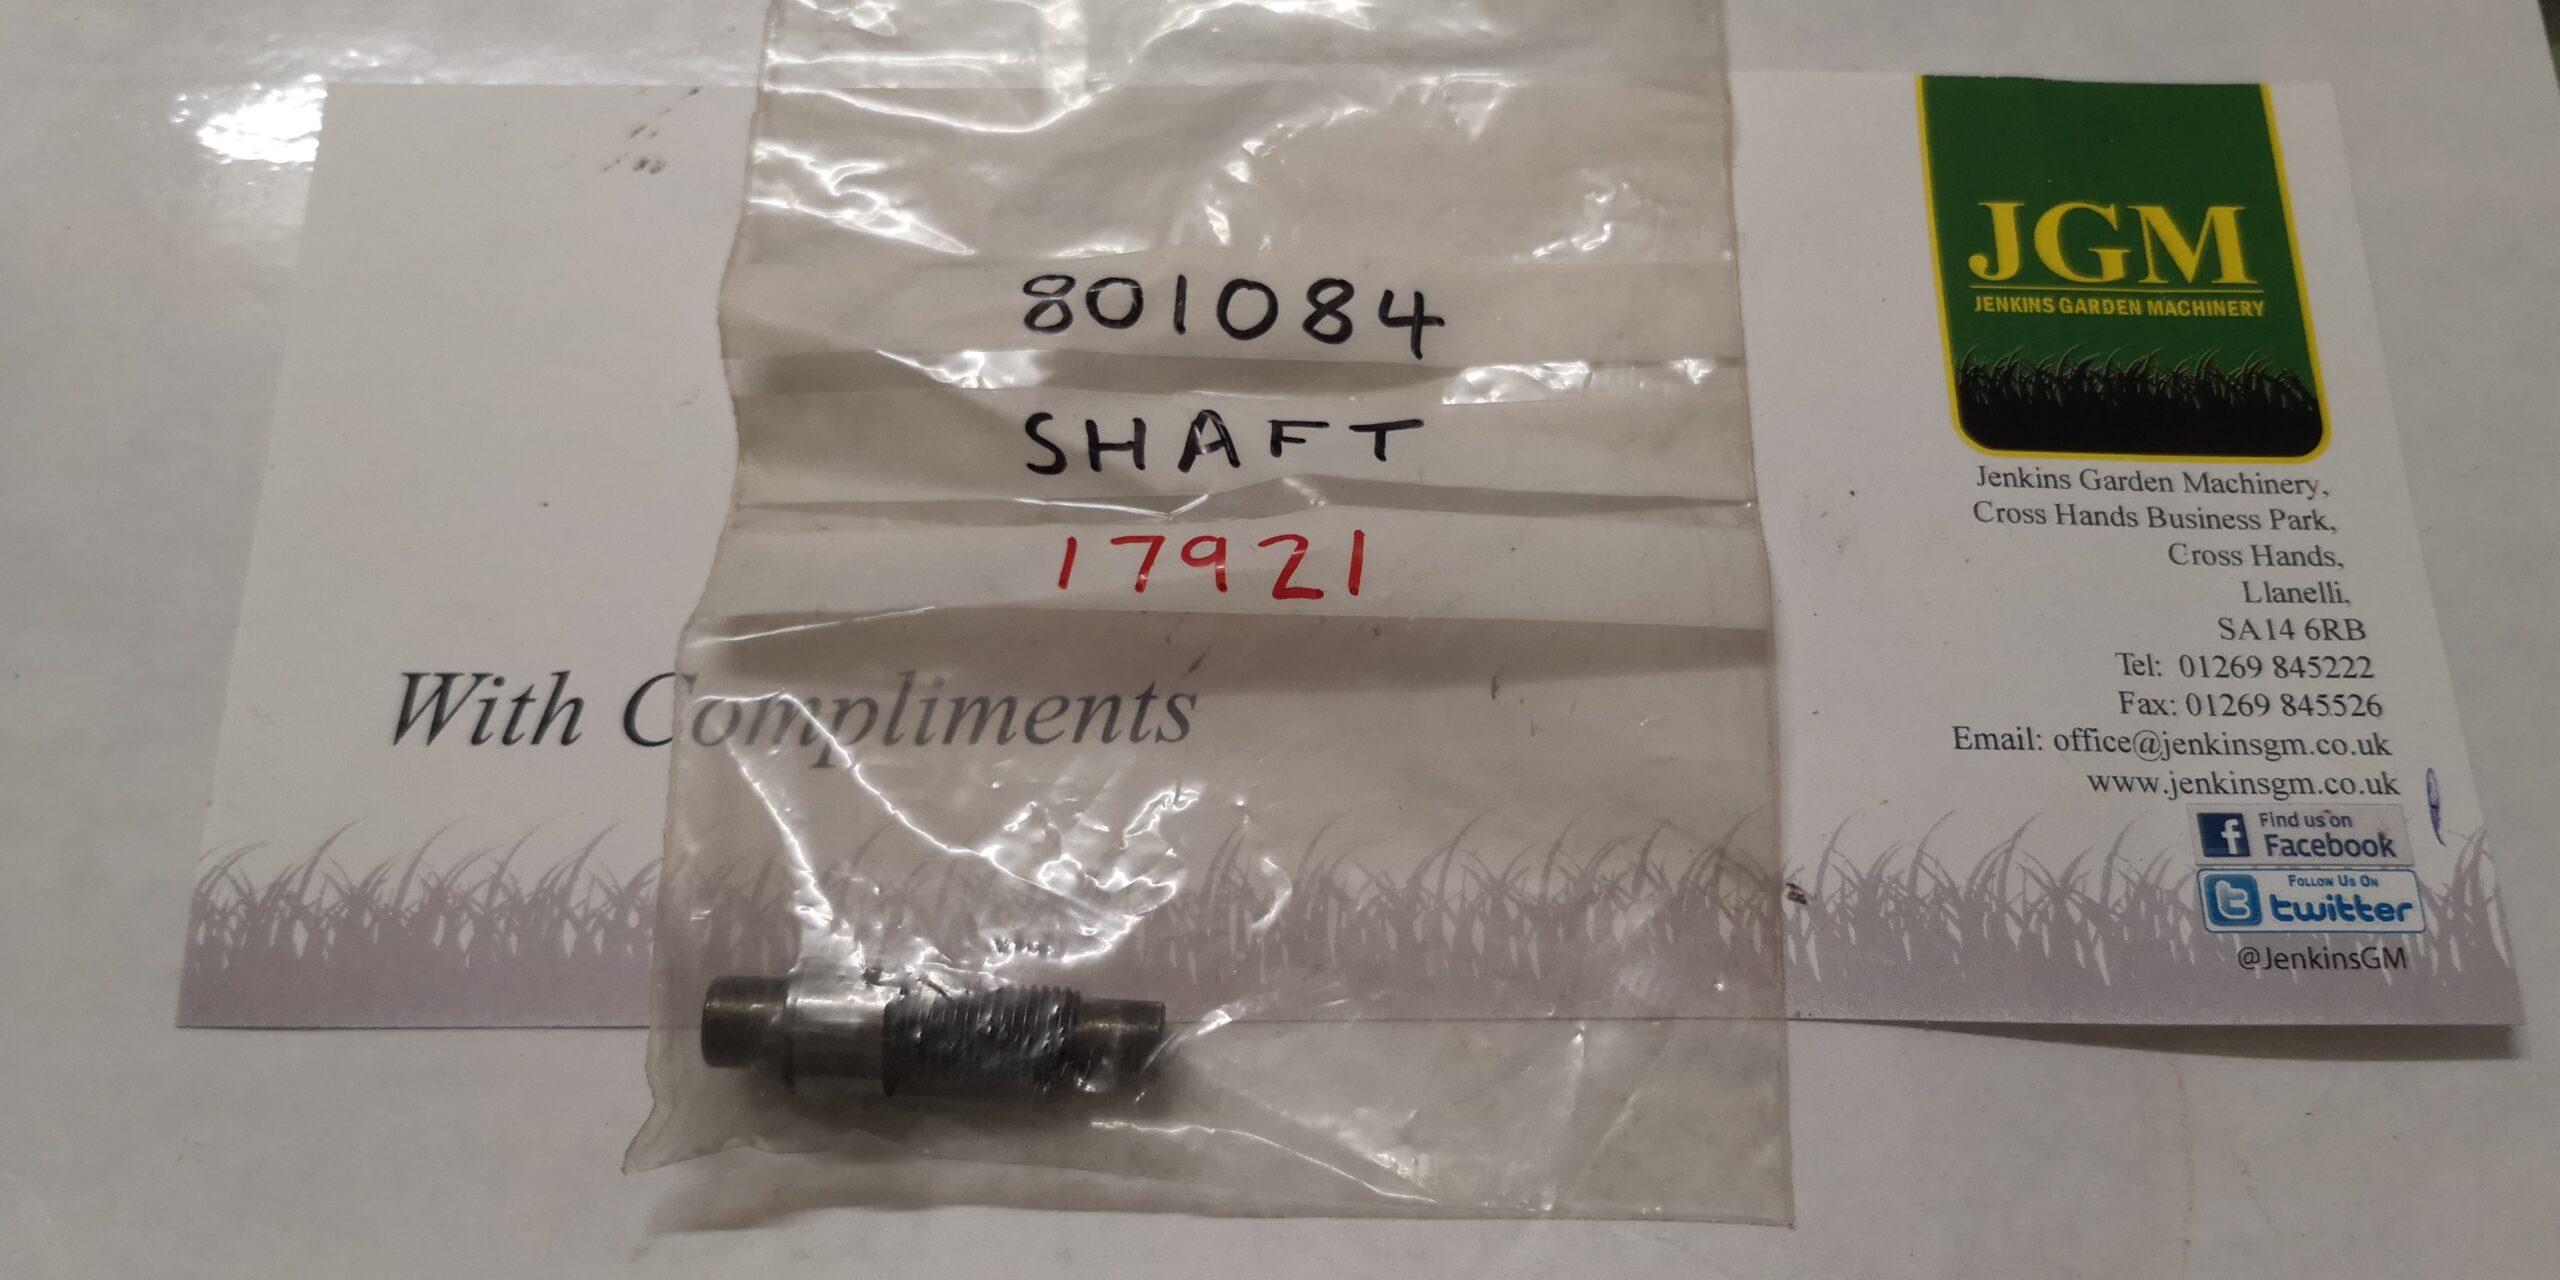 801084
SHAFT
17921
With Compliments
JGM
JENKINS GARDEN MACHINERY
Jenkins Garden Machinery,
Cross Hands Business Park,
Cross Hands,
Llanelli,
SA14 6RB
Tel: 01269 845222
Fax: 01269 845526
Email: office@jenkinsgm.co.uk
www.jenkinsgm.co.uk
f Find us on
Facebook
t FOLLOW US ON
twitter
@JenkinsGM